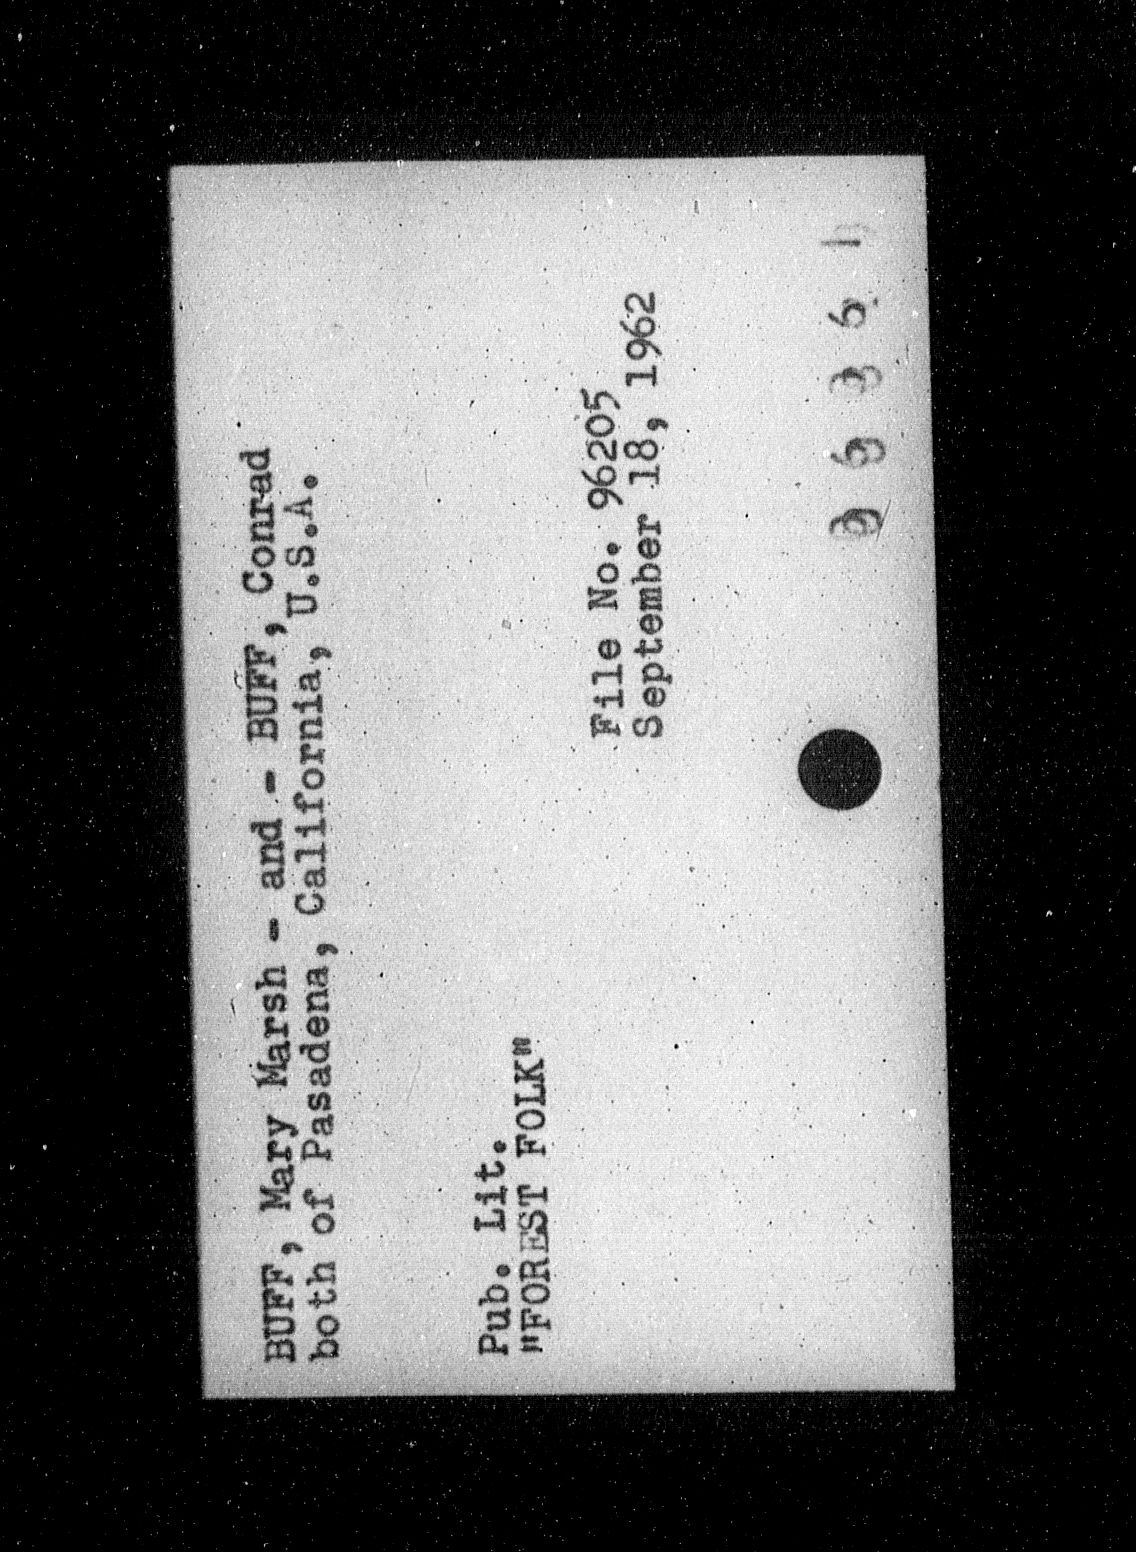 BUFF, Mary Marsh - and - BUFF, Conrad
both of Pasadena, California, U.S.A.
Pub. Lit.
"FOREST FOLK"
File No. 96205
September 18, 1962